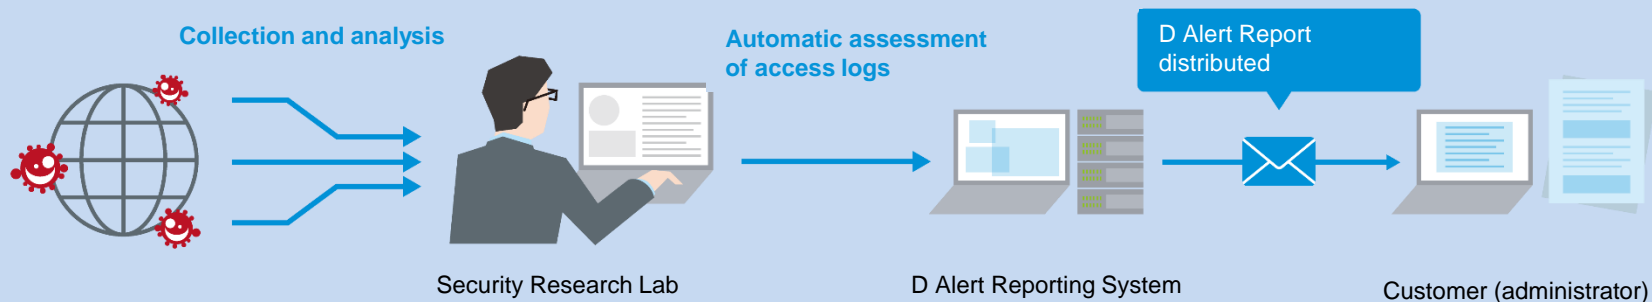 Collection and analysis
Automatic assessment
of access logs
D Alert Report
distributed
Security Research Lab
D Alert Reporting System
Customer (administrator)